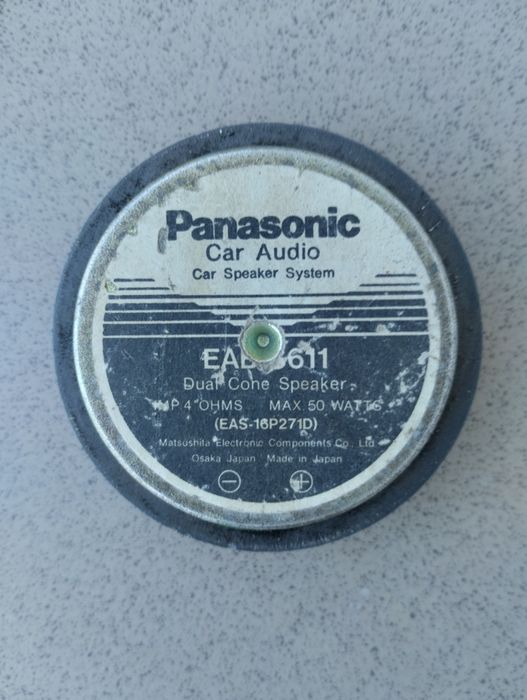 Panasonic
Car Audio
Car Speaker System
611
Dual Cone Speaker
IMP 4 OHMS MAX. 50 WATTS
(EAS-16P271D)
Matsushita Electronic Components Co., Ltd.
Osaka Japan Made in Japan
⊖ ⊕